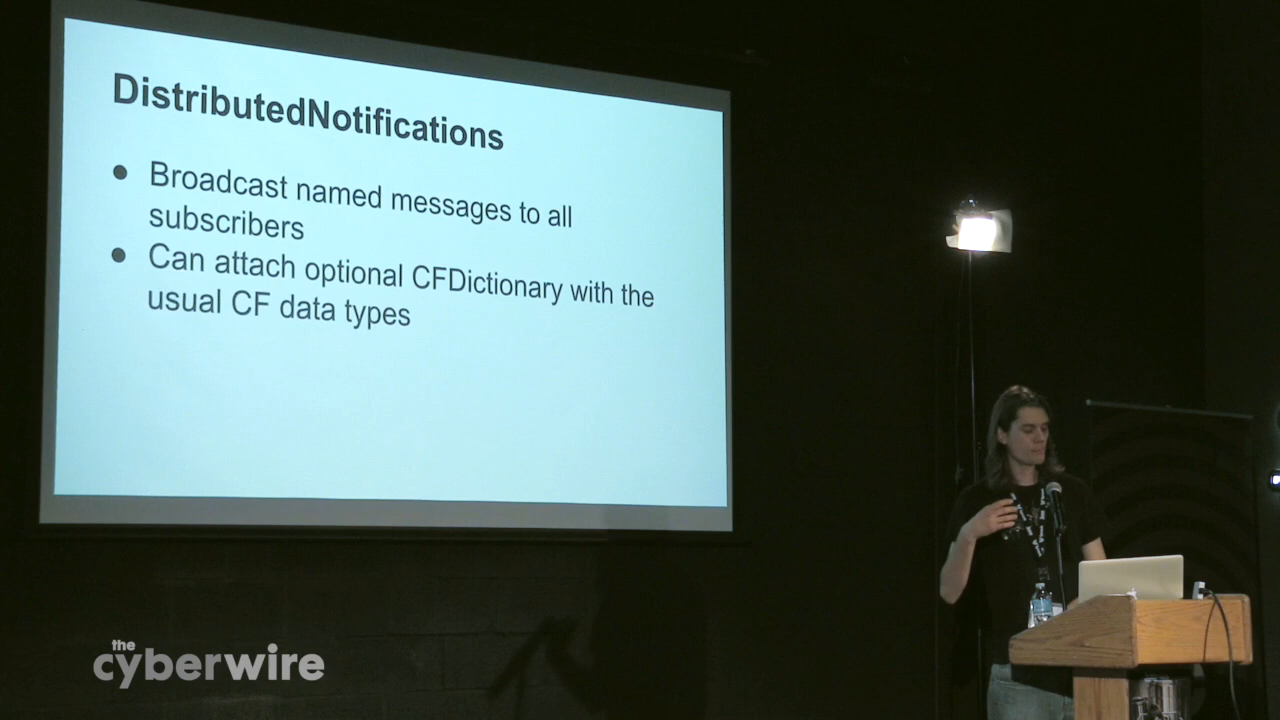 DistributedNotifications
● Broadcast named messages to all
subscribers
● Can attach optional CFDictionary with the
usual CF data types
the
cyberwire